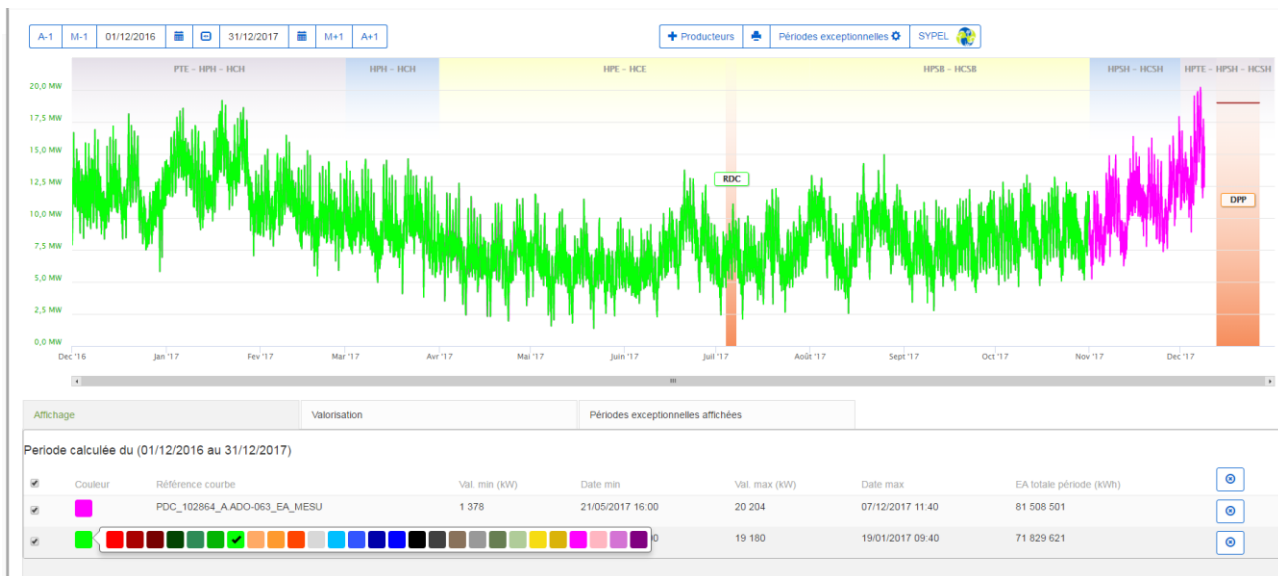 A-1 M-1 01/12/2016 31/12/2017 M+1 A+1 Producteurs Périodes exceptionnelles SYPEL
PTE - HPH - HCH HPH - HCH HPE - HCE HPSB - HCSB HPSH - HCSH HPTE - HPSH - HCSH
20,0 MW
17,5 MW
15,0 MW
12,5 MW
10,0 MW
7,5 MW
5,0 MW
2,5 MW
0,0 MW
RDC
DPP
Dec'16 Jan '17 Fev '17 Mar '17 Avr '17 Mai '17 Juin '17 Juil '17 Août '17 Sept '17 Oct '17 Nov '17 Dec '17
Affichage Valorisation Périodes exceptionnelles affichées
Periode calculée du (01/12/2016 au 31/12/2017)
Couleur Référence courbe Val. min (kW) Date min Val. max (kW) Date max EA totale période (kWh)
PDC_102864_A.ADO-063_EA_MESU 1 378 21/05/2017 16:00 20 204 07/12/2017 11:40 81 508 501
19 180 19/01/2017 09:40 71 829 621